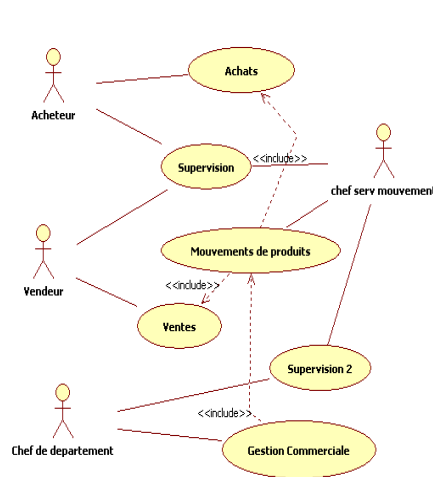 Achats
Acheteur
<<include>>
Supervision
chef serv mouvement
Mouvements de produits
<<include>>
Vendeur
Ventes
Supervision 2
<<include>>
Chef de departement
Gestion Commerciale